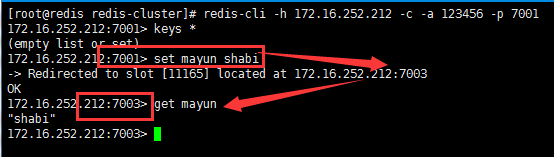 [root@redis redis-cluster]# redis-cli -h 172.16.252.212 -c -a 123456 -p 7001
172.16.252.212:7001> keys *
(empty list or set)
172.16.252.212:7001> set mayun shabi
-> Redirected to slot [11165] located at 172.16.252.212:7003
OK
172.16.252.212:7003> get mayun
"shabi"
172.16.252.212:7003>